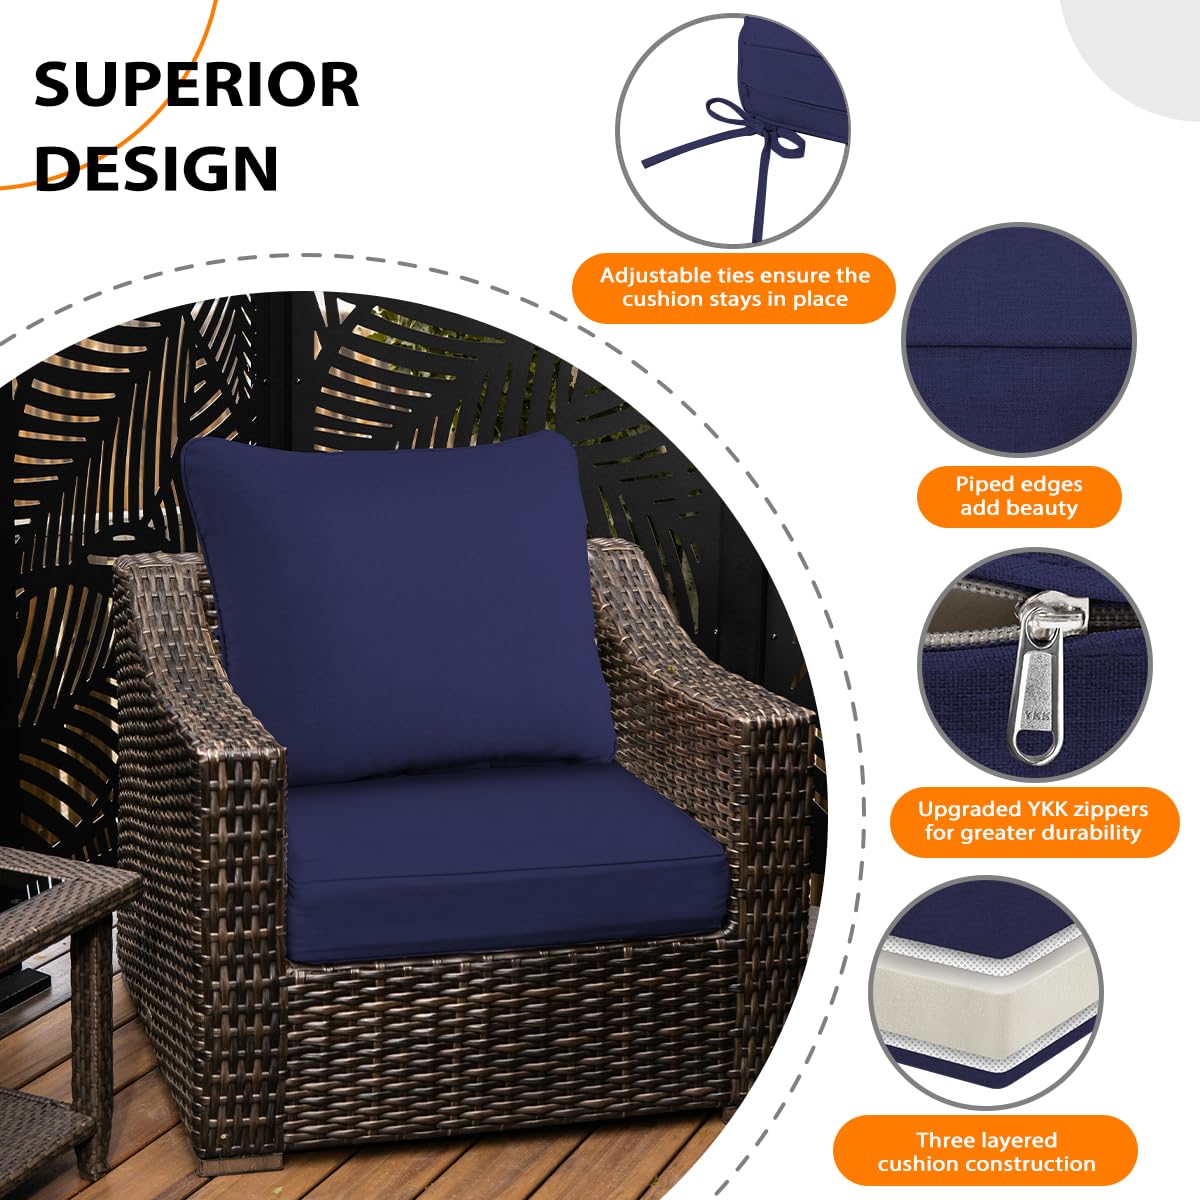 SUPERIOR
DESIGN
Adjustable ties ensure the
cushion stays in place
Piped edges
add beauty
YKK
Upgraded YKK zippers
for greater durability
Three layered
cushion construction